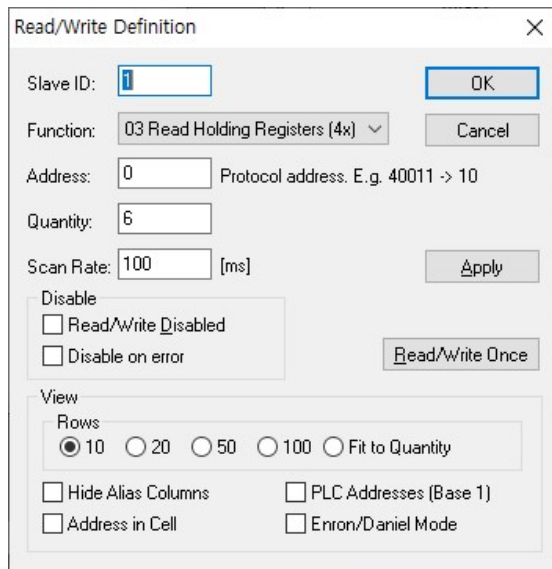 Read/Write Definition
Slave ID: 1
OK
Function: 03 Read Holding Registers (4x)
Cancel
Address: 0 Protocol address. E.g. 40011 -> 10
Quantity: 6
Scan Rate: 100 [ms]
Apply
Disable
Read/Write Disabled
Disable on error
Read/Write Once
View
Rows
10 20 50 100 Fit to Quantity
Hide Alias Columns PLC Addresses (Base 1)
Address in Cell Enron/Daniel Mode